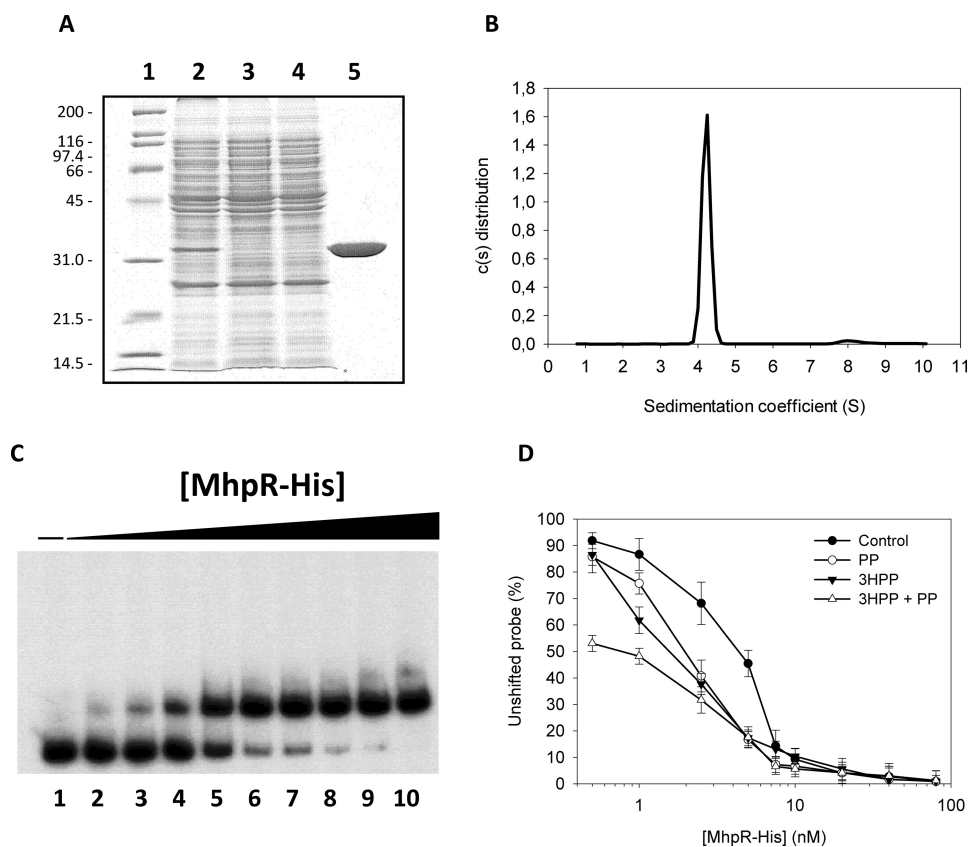 A
1 2 3 4 5
200 -
116 -
97.4 -
66 -
45 -
31.0 -
21.5 -
14.5 -
B
1,8
1,6
1,4
1,2
1,0
0,8
0,6
0,4
0,2
0,0
0 1 2 3 4 5 6 7 8 9 10 11
c(s) distribution
Sedimentation coefficient (S)
C
[MhpR-His]
1 2 3 4 5 6 7 8 9 10
D
100
90
80
70
60
50
40
30
20
10
0
Control
PP
3HPP
3HPP + PP
Unshifted probe (%)
1 10 100
[MhpR-His] (nM)